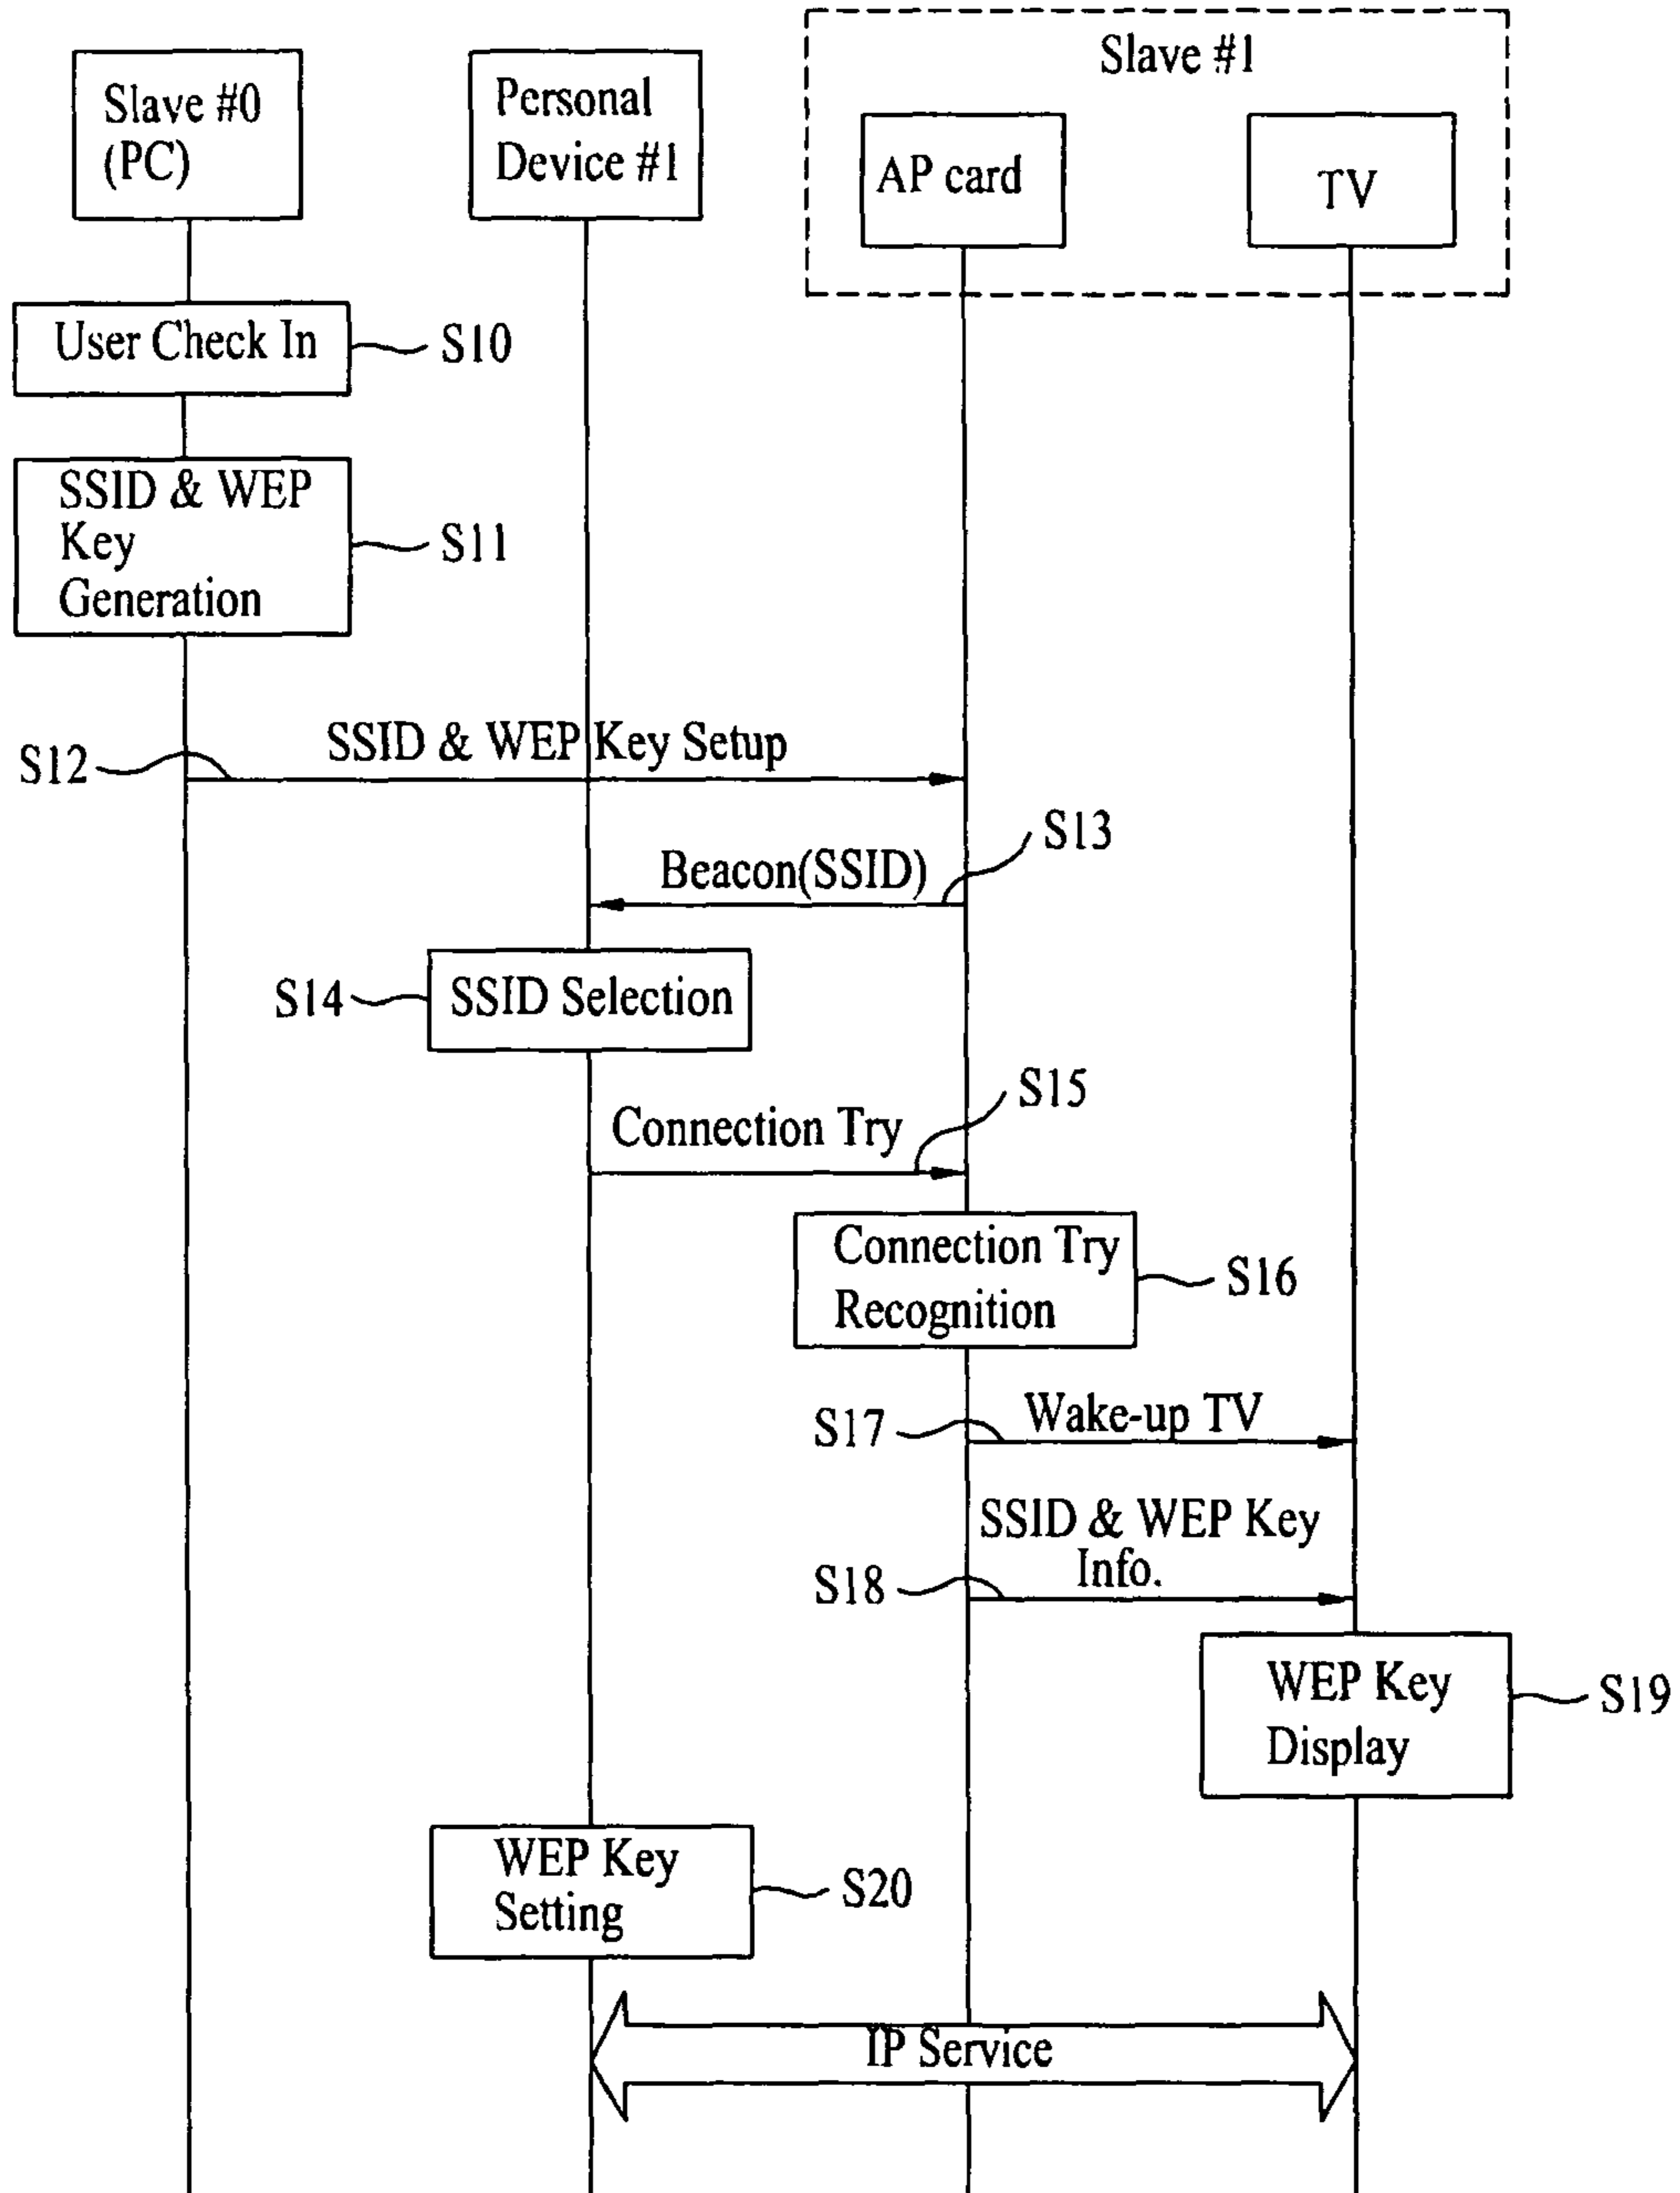 Slave #0
(PC)
Personal
Device #1
Slave #1
AP card
TV
User Check In
S10
SSID & WEP
Key
Generation
S11
SSID & WEP Key Setup
S12
S13
Beacon(SSID)
S14
SSID Selection
S15
Connection Try
Connection Try
Recognition
S16
Wake-up TV
S17
SSID & WEP Key
Info.
S18
WEP Key
Display
S19
WEP Key
Setting
S20
IP Service